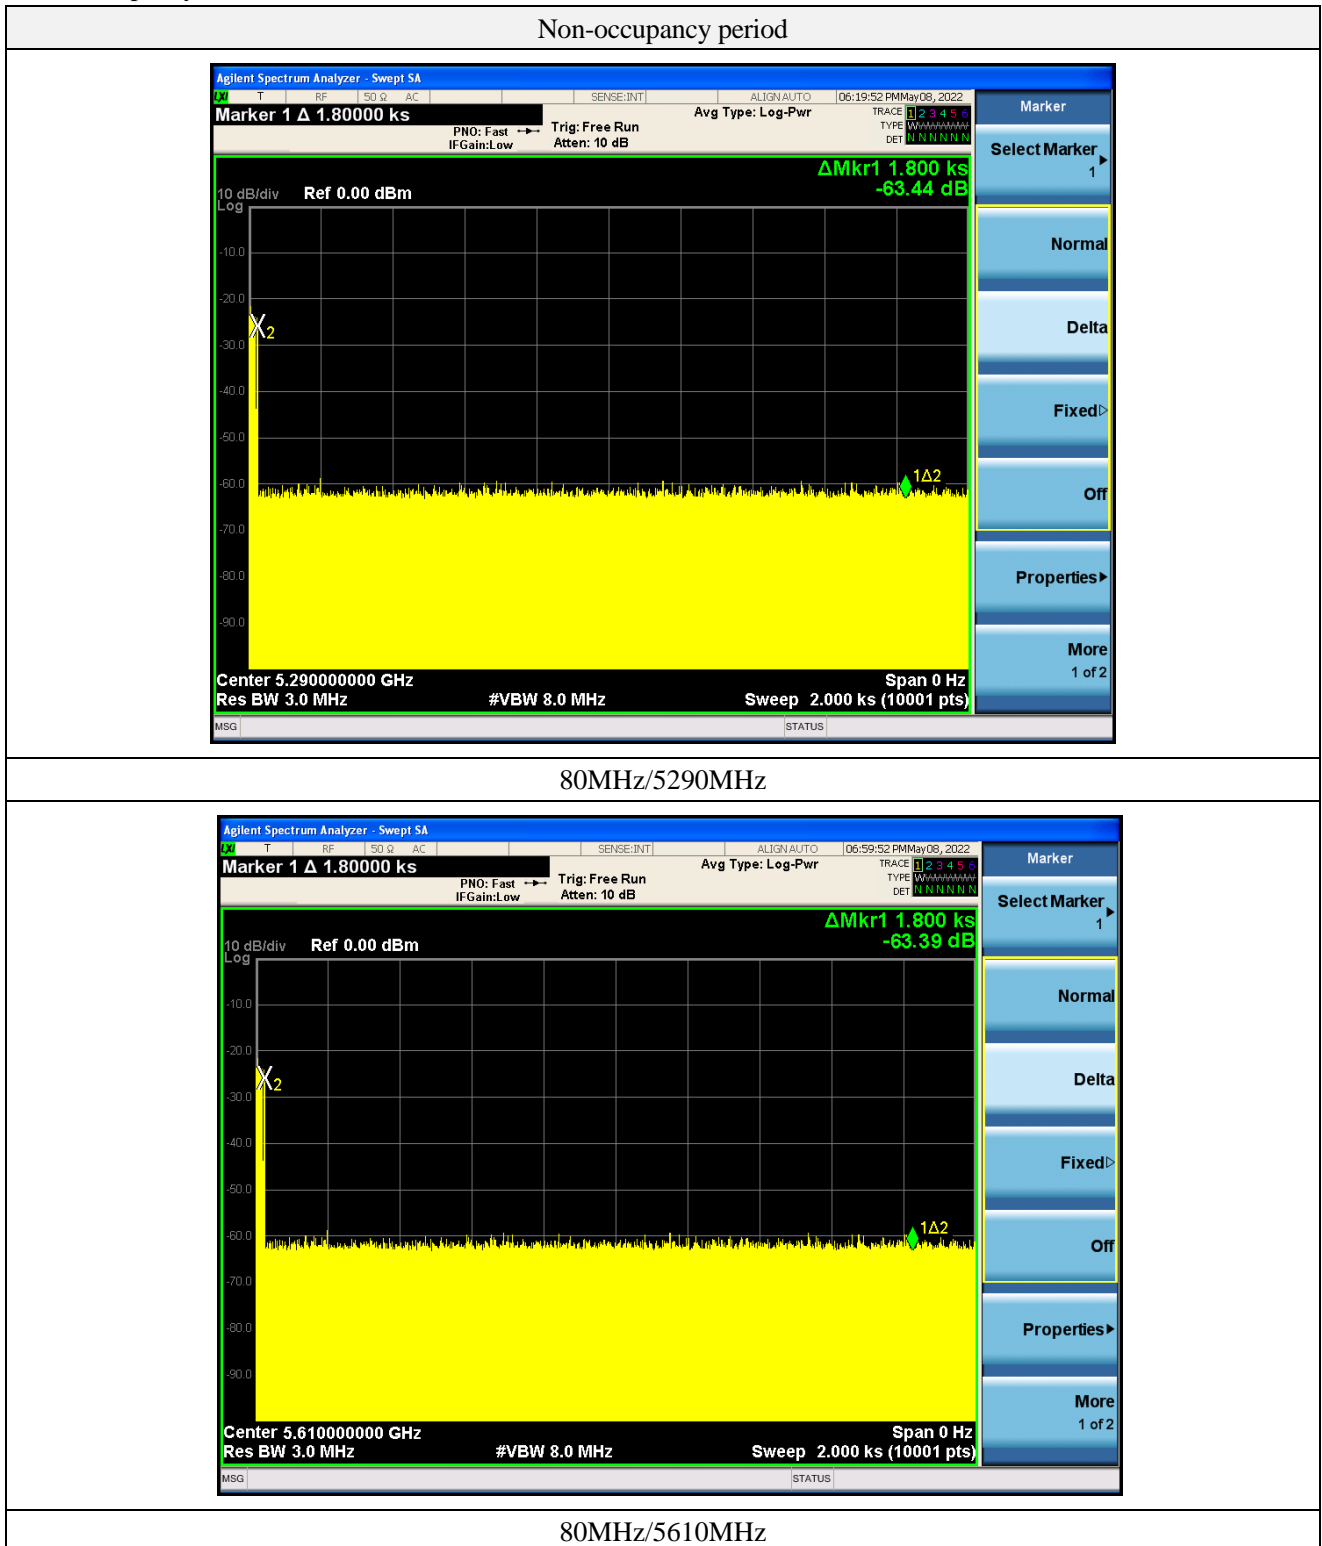 Non-occupancy period
Agilent Spectrum Analyzer - Swept SA
LXI T RF 50 Ω AC SENSE:INT ALIGNAUTO 06:19:52 PMMay08, 2022
Marker 1 Δ 1.80000 ks
PNO: Fast
IFGain:Low
Trig: Free Run
Atten: 10 dB
Avg Type: Log-Pwr
TRACE 1 2 3 4 5 6
TYPE WWWWWW
DET N N N N N N
ΔMkr1 1.800 ks
-63.44 dB
10 dB/div Ref 0.00 dBm
Log
-10.0
-20.0
-30.0
-40.0
-50.0
-60.0
-70.0
-80.0
-90.0
2
1Δ2
Center 5.290000000 GHz Span 0 Hz
Res BW 3.0 MHz #VBW 8.0 MHz Sweep 2.000 ks (10001 pts)
MSG STATUS
Marker
Select Marker
1
Normal
Delta
Fixed
Off
Properties
More
1 of 2
80MHz/5290MHz
Agilent Spectrum Analyzer - Swept SA
LXI T RF 50 Ω AC SENSE:INT ALIGNAUTO 06:59:52 PMMay08, 2022
Marker 1 Δ 1.80000 ks
PNO: Fast
IFGain:Low
Trig: Free Run
Atten: 10 dB
Avg Type: Log-Pwr
TRACE 1 2 3 4 5 6
TYPE WWWWWW
DET N N N N N N
ΔMkr1 1.800 ks
-63.39 dB
10 dB/div Ref 0.00 dBm
Log
-10.0
-20.0
-30.0
-40.0
-50.0
-60.0
-70.0
-80.0
-90.0
2
1Δ2
Center 5.610000000 GHz Span 0 Hz
Res BW 3.0 MHz #VBW 8.0 MHz Sweep 2.000 ks (10001 pts)
MSG STATUS
Marker
Select Marker
1
Normal
Delta
Fixed
Off
Properties
More
1 of 2
80MHz/5610MHz